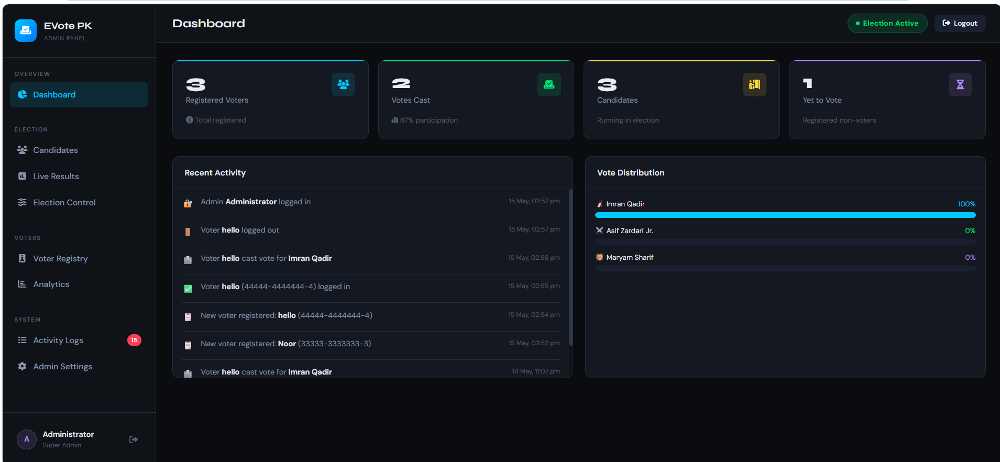 EVote PK
ADMIN PANEL
OVERVIEW
Dashboard
ELECTION
Candidates
Live Results
Election Control
VOTERS
Voter Registry
Analytics
SYSTEM
Activity Logs
15
Admin Settings
A
Administrator
Super Admin
Dashboard
Election Active
Logout
3
Registered Voters
Total registered
2
Votes Cast
67% participation
3
Candidates
Running in election
1
Yet to Vote
Registered non-voters
Recent Activity
Admin Administrator logged in 15 May, 02:57 pm
Voter hello logged out 15 May, 02:57 pm
Voter hello cast vote for Imran Qadir 15 May, 02:56 pm
Voter hello (44444-4444444-4) logged in 15 May, 02:55 pm
New voter registered: hello (44444-4444444-4) 15 May, 02:54 pm
New voter registered: Noor (33333-3333333-3) 15 May, 02:52 pm
Voter hello cast vote for Imran Qadir 14 May, 11:07 pm
Vote Distribution
Imran Qadir 100%
Asif Zardari Jr. 0%
Maryam Sharif 0%